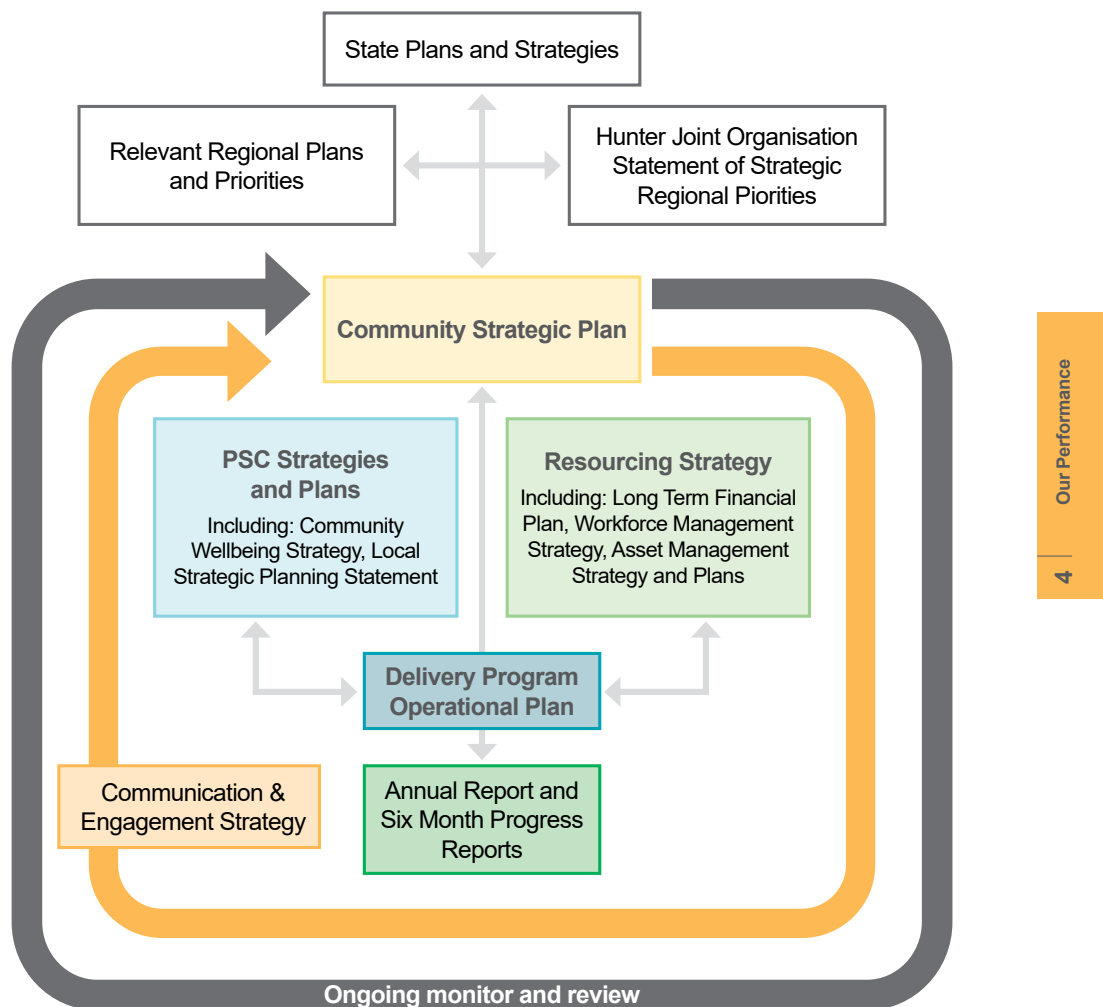 State Plans and Strategies
Relevant Regional Plans
and Priorities
Hunter Joint Organisation
Statement of Strategic
Regional Piorities
Community Strategic Plan
PSC Strategies
and Plans
Including: Community
Wellbeing Strategy, Local
Strategic Planning Statement
Resourcing Strategy
Including: Long Term Financial
Plan, Workforce Management
Strategy, Asset Management
Strategy and Plans
Delivery Program
Operational Plan
Communication &
Engagement Strategy
Annual Report and
Six Month Progress
Reports
Ongoing monitor and review
4 | Our Performance